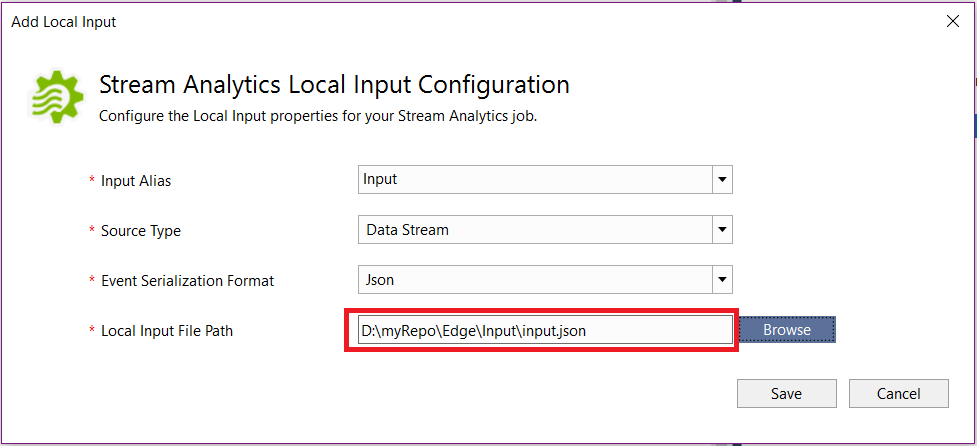 Add Local Input
Stream Analytics Local Input Configuration
Configure the Local Input properties for your Stream Analytics job.
* Input Alias
Input
* Source Type
Data Stream
* Event Serialization Format
Json
* Local Input File Path
D:\myRepo\Edge\Input\input.json
Browse
Save
Cancel